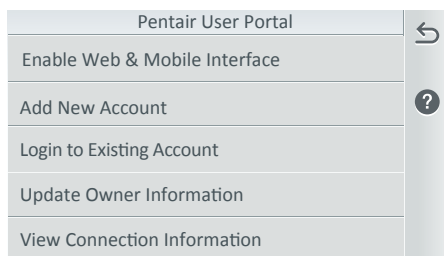 Pentair User Portal
Enable Web & Mobile Interface
?
Add New Account
Login to Existing Account
Update Owner Information
View Connection Information